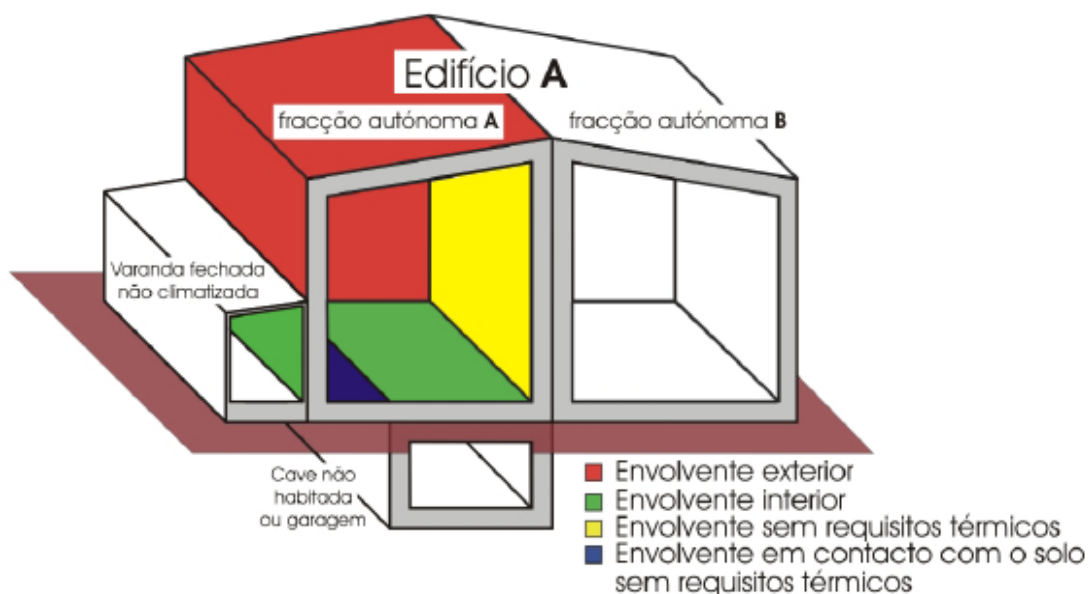 Edifício A
fracção autónoma A
fracção autónoma B
Varanda fechada
não climatizada
Cave não
habitada
ou garagem
Envolvente exterior
Envolvente interior
Envolvente sem requisitos térmicos
Envolvente em contacto com o solo
sem requisitos térmicos